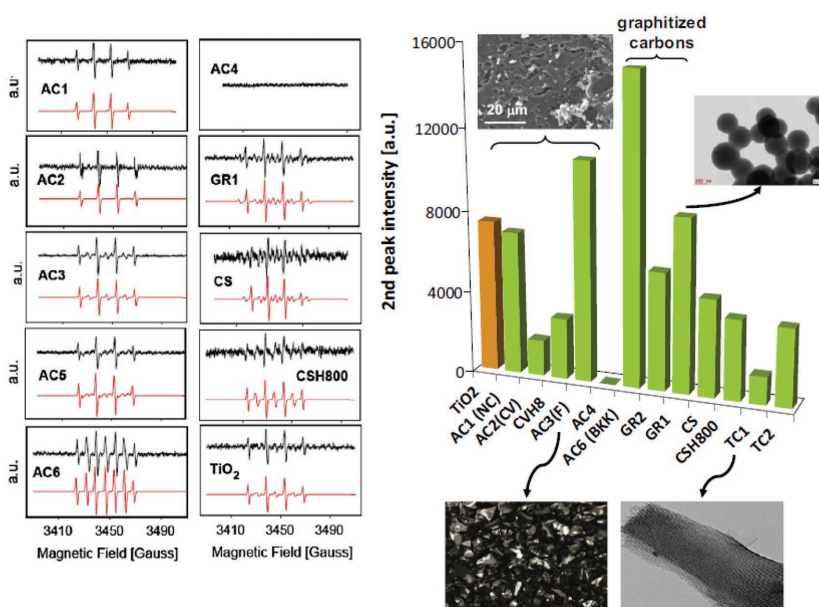 a.u.
AC1
AC4
a.u.
AC2
GR1
a.u.
AC3
CS
a.u.
AC5
CSH800
a.u.
AC6
TiO2
3410
3450
3490
3410
3450
3490
Magnetic Field [Gauss]
Magnetic Field [Gauss]
graphitized
carbons
16000
12000
8000
4000
0
2nd peak intensity [a.u.]
20 μm
TiO2
AC1 (NC)
AC2(CV)
CVH8
AC3(F)
AC4
AC6 (BKK)
GR2
GR1
CS
CSH800
TC1
TC2